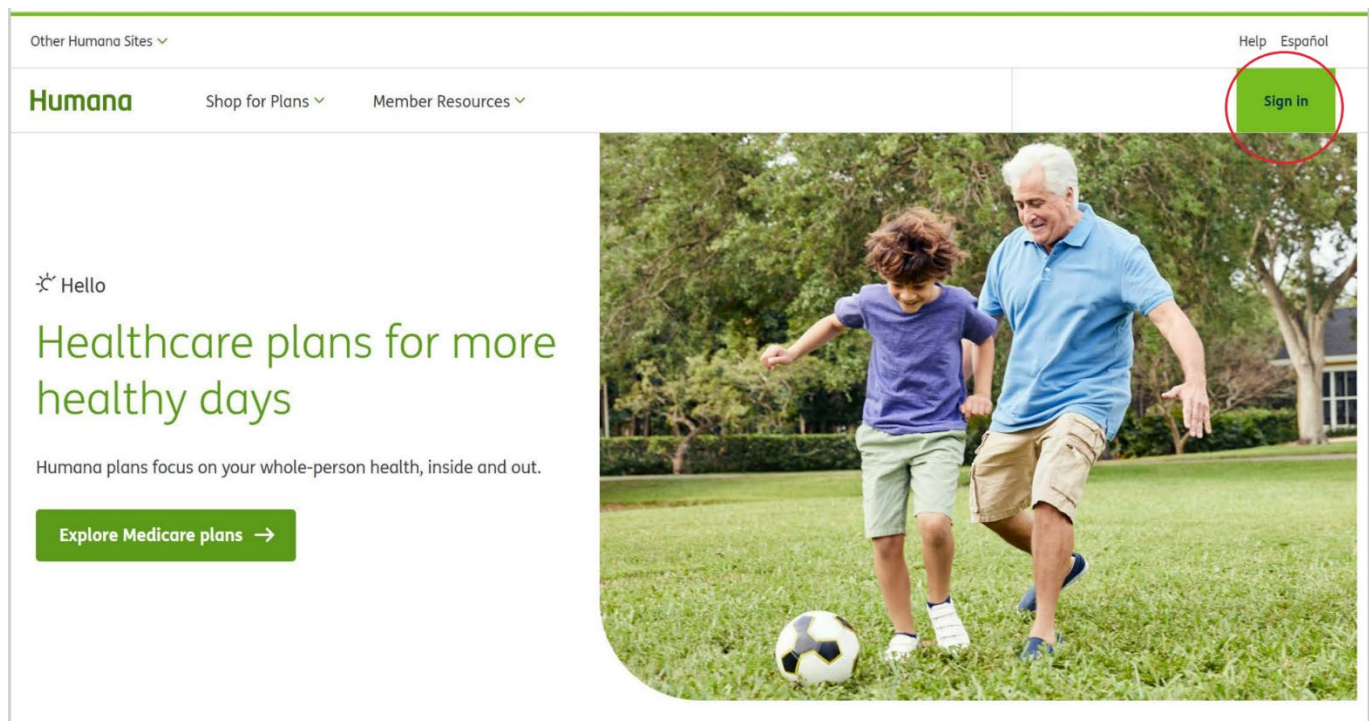 Other Humana Sites
Help Español
Humana
Shop for Plans
Member Resources
Sign in
Hello
Healthcare plans for more
healthy days
Humana plans focus on your whole-person health, inside and out.
Explore Medicare plans →